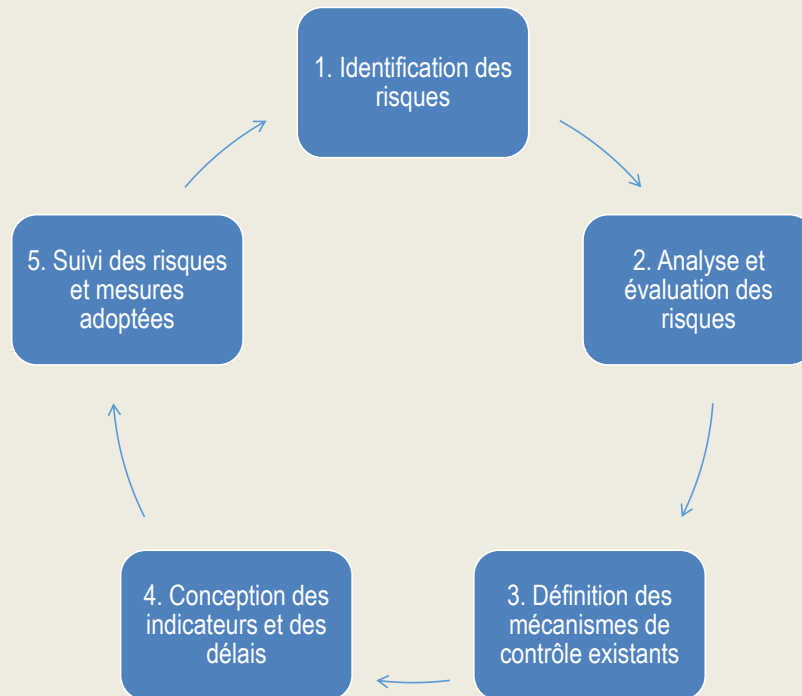 1. Identification des
risques
2. Analyse et
évaluation des
risques
3. Définition des
mécanismes de
contrôle existants
4. Conception des
indicateurs et des
délais
5. Suivi des risques
et mesures
adoptées